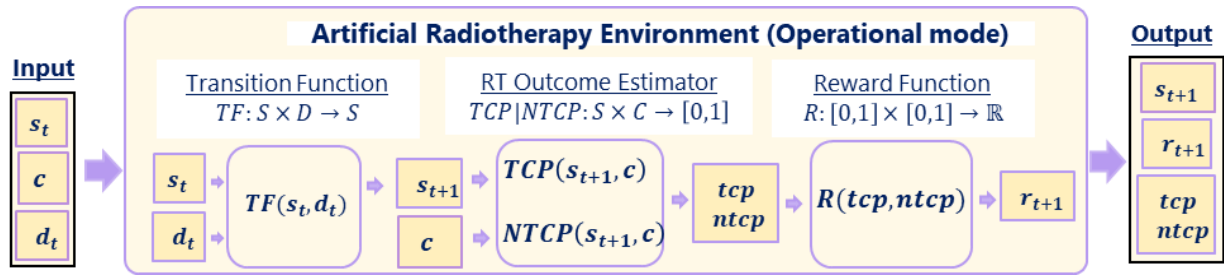 Artificial Radiotherapy Environment (Operational mode)
Input
s_t
c
d_t
Transition Function
TF: S × D → S
RT Outcome Estimator
TCP|NTCP: S × C → [0,1]
Reward Function
R: [0,1] × [0,1] → ℝ
s_t
d_t
TF(s_t, d_t)
s_{t+1}
c
TCP(s_{t+1}, c)
NTCP(s_{t+1}, c)
tcp
ntcp
R(tcp, ntcp)
r_{t+1}
Output
s_{t+1}
r_{t+1}
tcp
ntcp